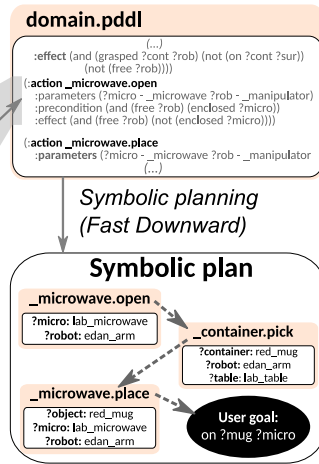 domain.pddl
(...)
:effect (and (grasped ?cont ?rob) (not (on ?cont ?sur))
(not (free ?rob))))
(:action _microwave.open
:parameters (?micro - _microwave ?rob - _manipulator)
:precondition (and (free ?rob) (enclosed ?micro))
:effect (and (free ?rob) (not (enclosed ?micro))))
(:action _microwave.place
:parameters (?micro - _microwave ?rob - _manipulator
(...)
Symbolic planning
(Fast Downward)
Symbolic plan
_microwave.open
?micro: lab_microwave
?robot: edan_arm
_container.pick
?container: red_mug
?robot: edan_arm
?table: lab_table
_microwave.place
?object: red_mug
?micro: lab_microwave
?robot: edan_arm
User goal:
on ?mug ?micro